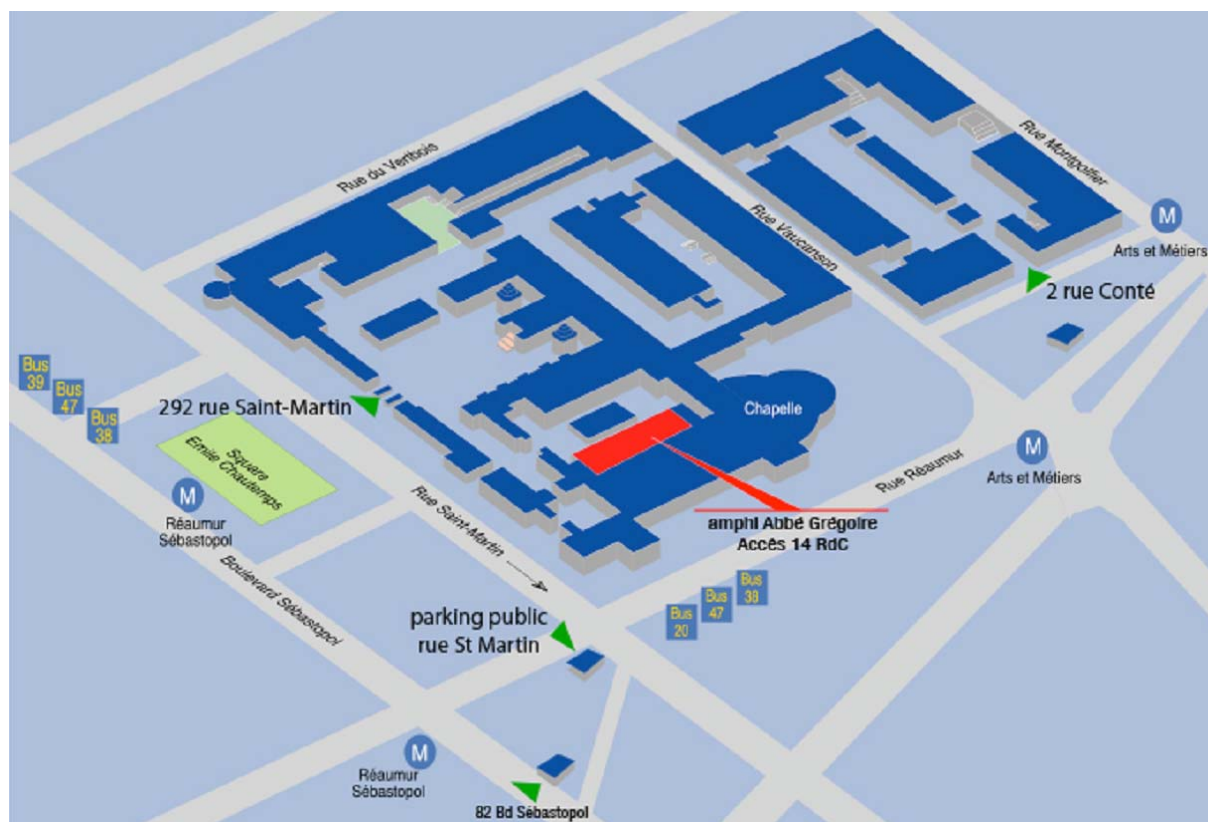 Rue du Vertbois
Rue Montgolfier
Rue Vaucanson
M
Arts et Métiers
2 rue Conté
Bus
39
Bus
47
Bus
38
292 rue Saint-Martin
Chapelle
Square
Emile Chautemps
M
Réaumur
Sébastopol
Rue Saint-Martin
Rue Réaumur
M
Arts et Métiers
amphi Abbé Grégoire
Accès 14 RdC
Boulevard Sébastopol
Bus
20
Bus
47
Bus
38
parking public
rue St Martin
M
Réaumur
Sébastopol
82 Bd Sébastopol